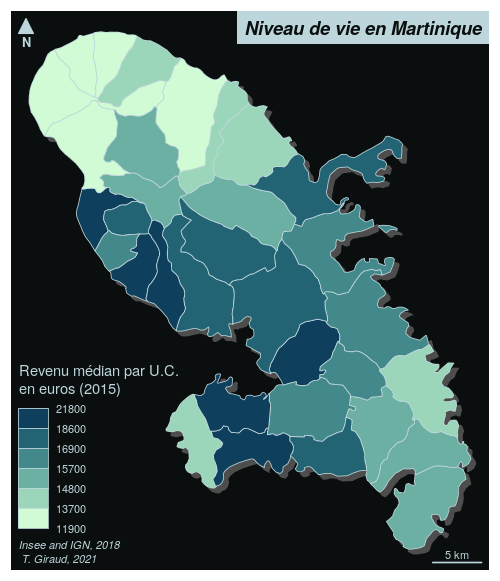 Niveau de vie en Martinique
N
Revenu médian par U.C.
en euros (2015)
21800
18600
16900
15700
14800
13700
11900
Insee and IGN, 2018
T. Giraud, 2021
5 km